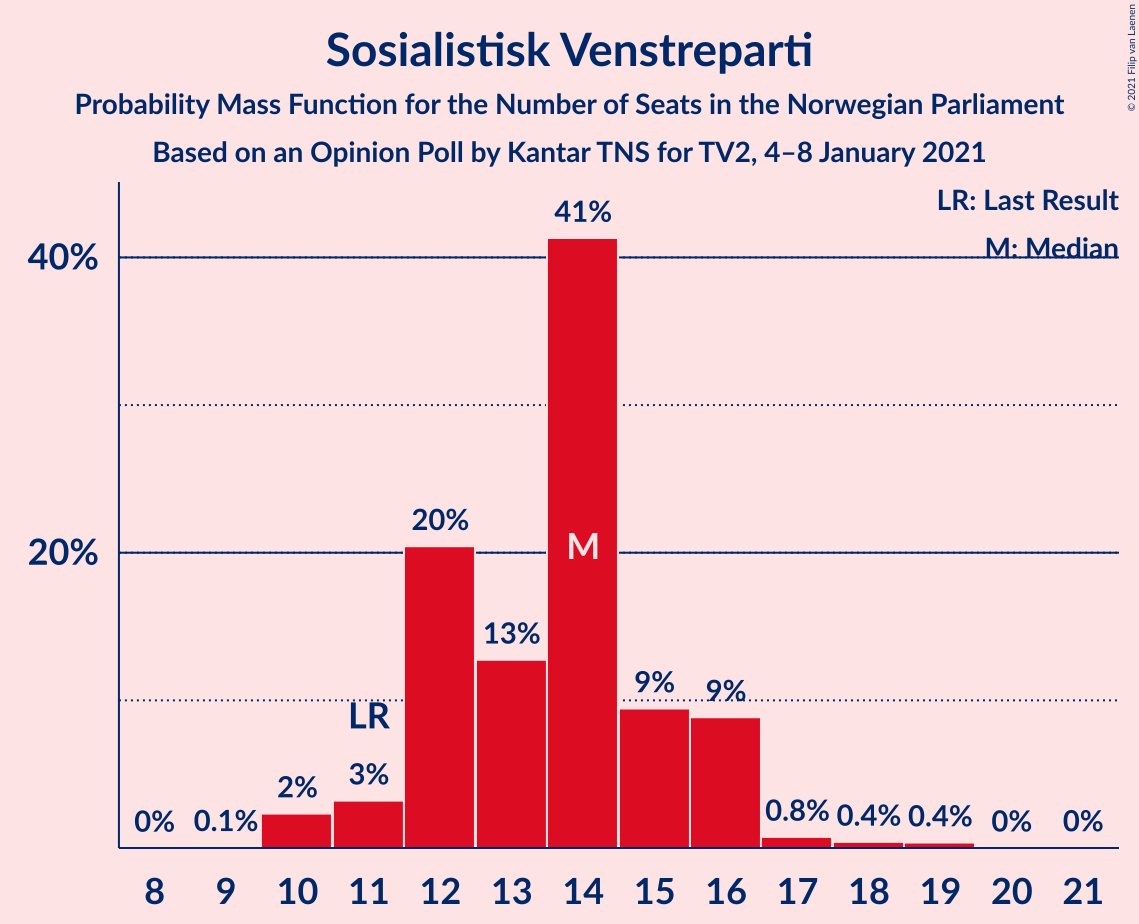 Sosialistisk Venstreparti
Probability Mass Function for the Number of Seats in the Norwegian Parliament
Based on an Opinion Poll by Kantar TNS for TV2, 4–8 January 2021
© 2021 Filip van Laenen
LR: Last Result
M: Median
40%
20%
0%
0.1%
2%
3%
LR
20%
13%
41%
M
9%
9%
0.8%
0.4%
0.4%
0%
0%
8 9 10 11 12 13 14 15 16 17 18 19 20 21